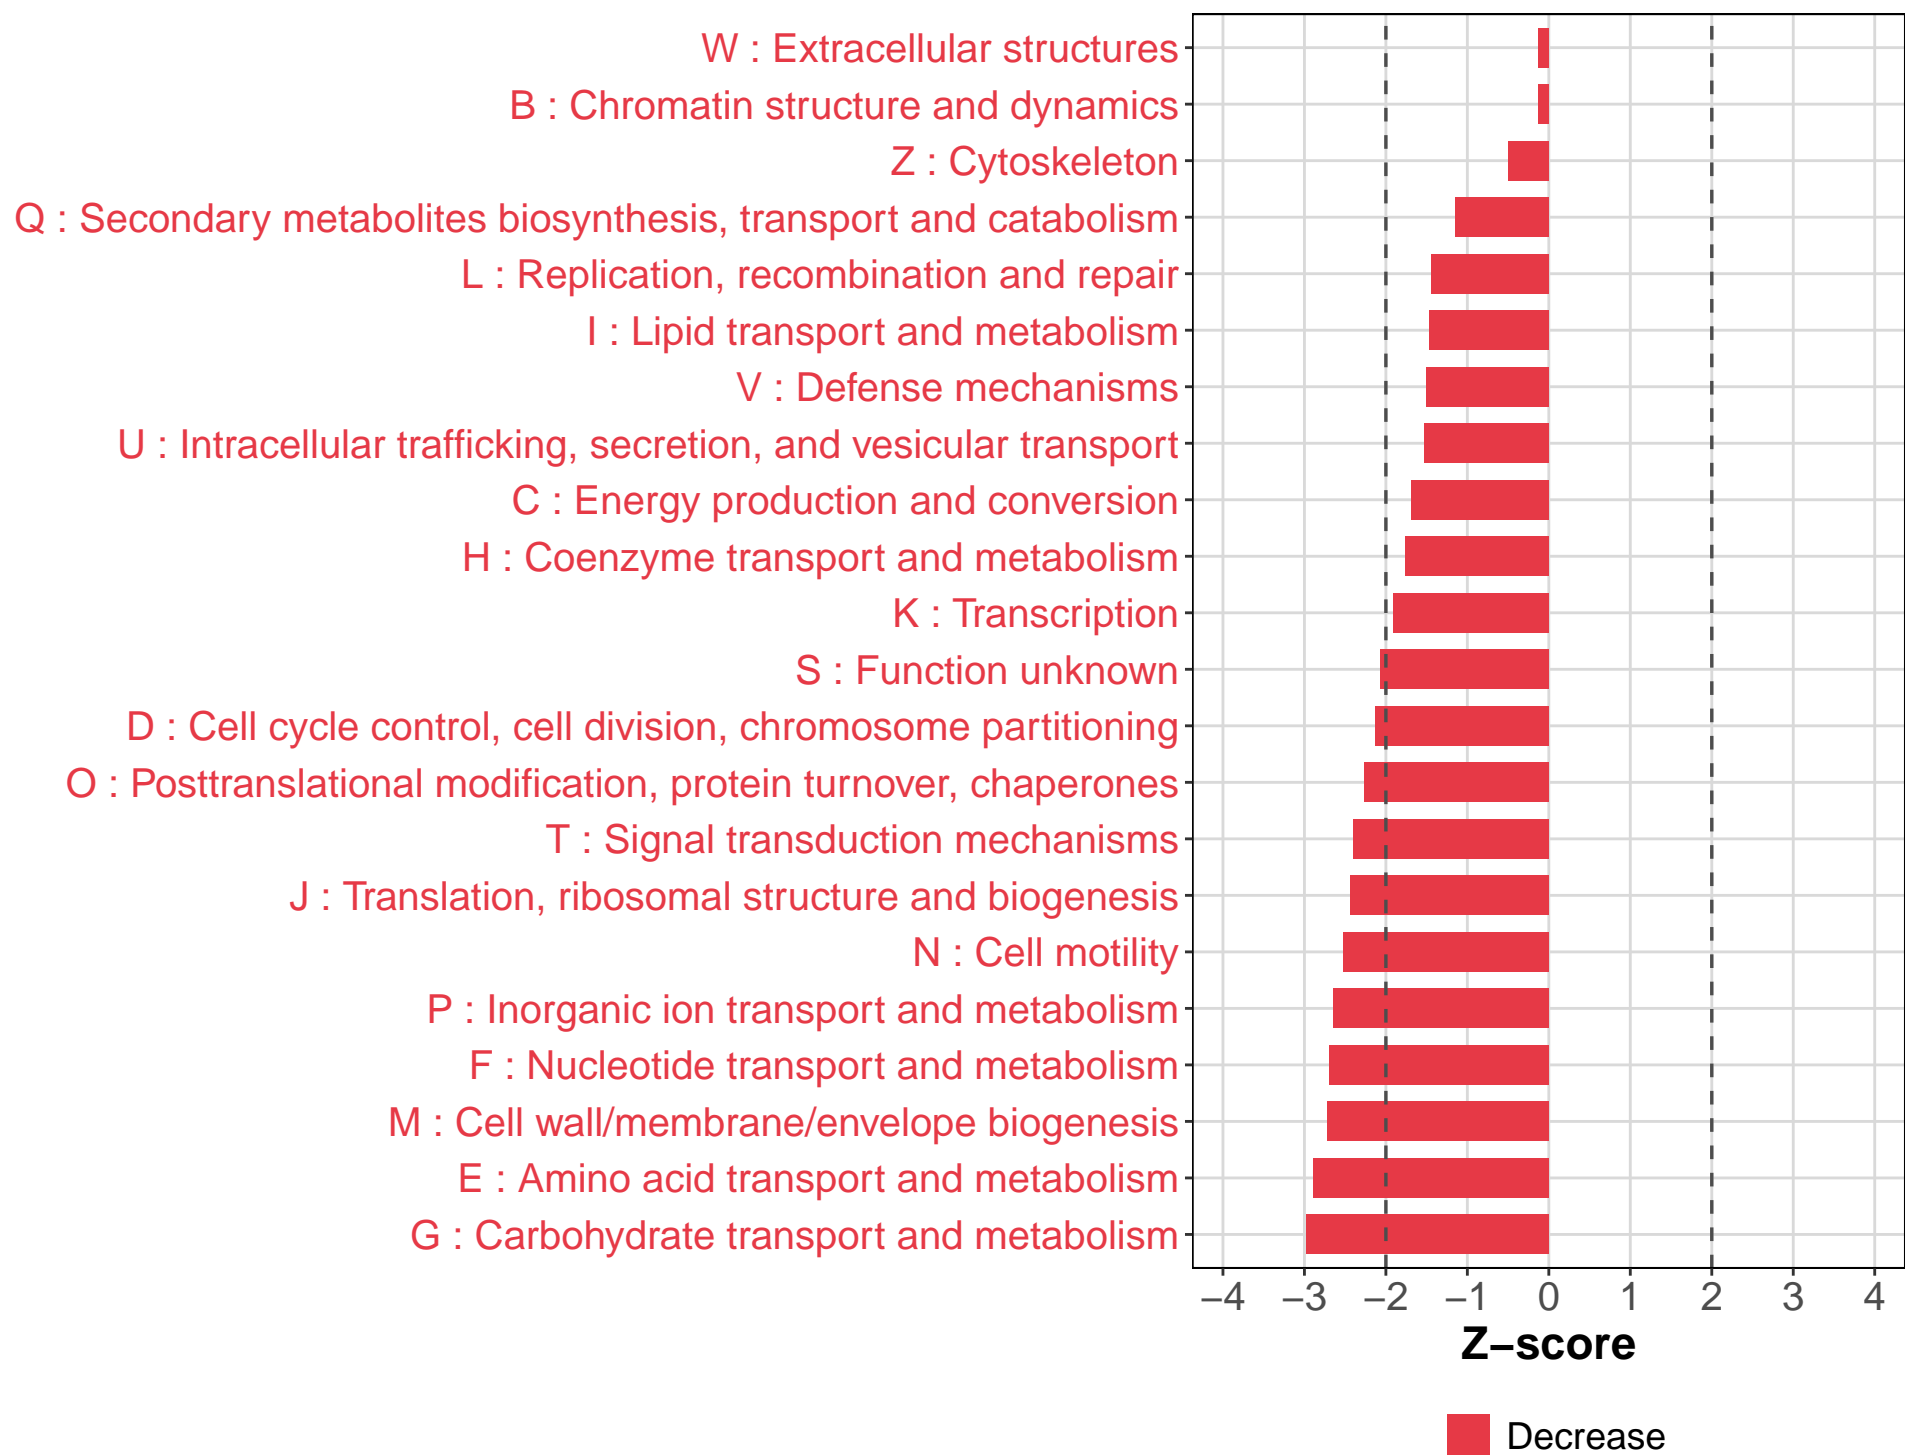 W : Extracellular structures
B : Chromatin structure and dynamics
Z : Cytoskeleton
Q : Secondary metabolites biosynthesis, transport and catabolism
L : Replication, recombination and repair
I : Lipid transport and metabolism
V : Defense mechanisms
U : Intracellular trafficking, secretion, and vesicular transport
C : Energy production and conversion
H : Coenzyme transport and metabolism
K : Transcription
S : Function unknown
D : Cell cycle control, cell division, chromosome partitioning
O : Posttranslational modification, protein turnover, chaperones
T : Signal transduction mechanisms
J : Translation, ribosomal structure and biogenesis
N : Cell motility
P : Inorganic ion transport and metabolism
F : Nucleotide transport and metabolism
M : Cell wall/membrane/envelope biogenesis
E : Amino acid transport and metabolism
G : Carbohydrate transport and metabolism
−4 −3 −2 −1 0 1 2 3 4
Z−score
Decrease